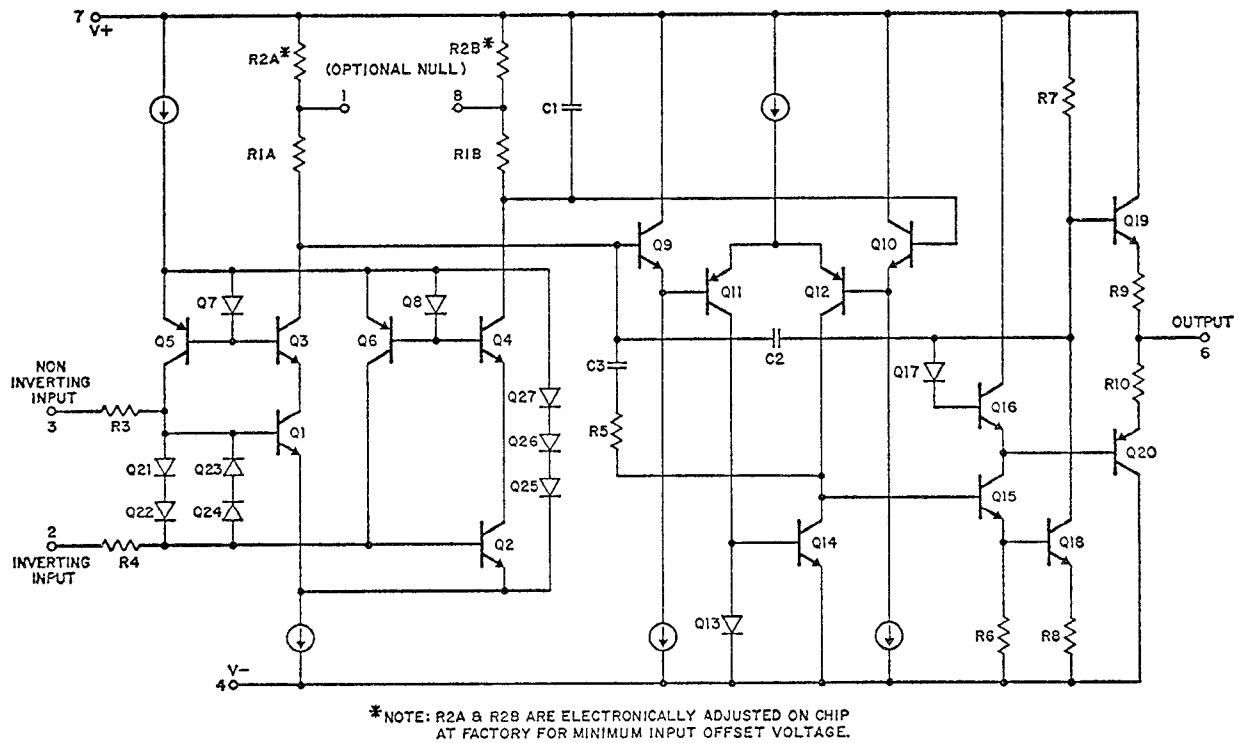 7
V+
R2A*
(OPTIONAL NULL)
R2B*
1
8
C1
R7
R1A
R1B
Q9
Q10
Q19
Q7
Q8
Q11
Q12
R9
Q5
Q3
Q6
Q4
OUTPUT
6
C2
NON
INVERTING
INPUT
3
C3
Q17
R10
Q27
Q16
R3
Q1
R5
Q26
Q20
Q21
Q23
Q25
Q15
Q22
Q24
2
INVERTING
INPUT
R4
Q2
Q14
Q18
Q13
R6
R8
V-
4
*NOTE: R2A & R2B ARE ELECTRONICALLY ADJUSTED ON CHIP
AT FACTORY FOR MINIMUM INPUT OFFSET VOLTAGE.